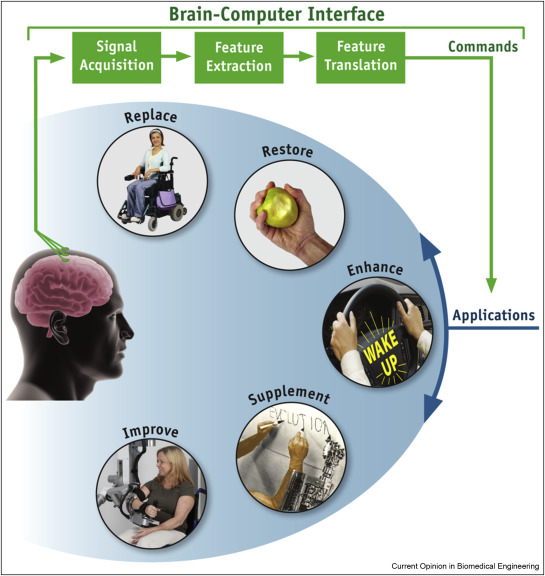 Brain-Computer Interface
Signal
Acquisition
Feature
Extraction
Feature
Translation
Commands
Replace
Restore
Enhance
WAKE
UP
Applications
Supplement
EVOLUTION
Improve
Current Opinion in Biomedical Engineering